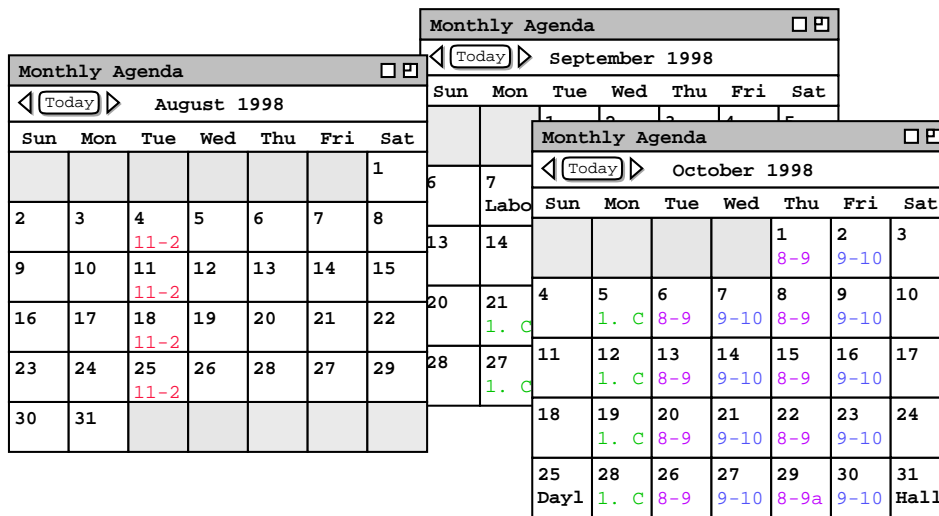 Monthly Agenda
Today August 1998
Sun Mon Tue Wed Thu Fri Sat
1
2 3 4 5 6 7 8
11-2
9 10 11 12 13 14 15
11-2
16 17 18 19 20 21 22
11-2
23 24 25 26 28 27 29
11-2
30 31
Monthly Agenda
Today September 1998
Sun Mon Tue Wed Thu Fri Sat
6 7
Labo
13 14
20 21
1. C
28 27
1. C
Monthly Agenda
Today October 1998
Sun Mon Tue Wed Thu Fri Sat
1 2 3
8-9 9-10
4 5 6 7 8 9 10
1. C 8-9 9-10 8-9 9-10
11 12 13 14 15 16 17
1. C 8-9 9-10 8-9 9-10
18 19 20 21 22 23 24
1. C 8-9 9-10 8-9 9-10
25 28 26 27 29 30 31
Dayl 1. C 8-9 9-10 8-9a 9-10 Hall